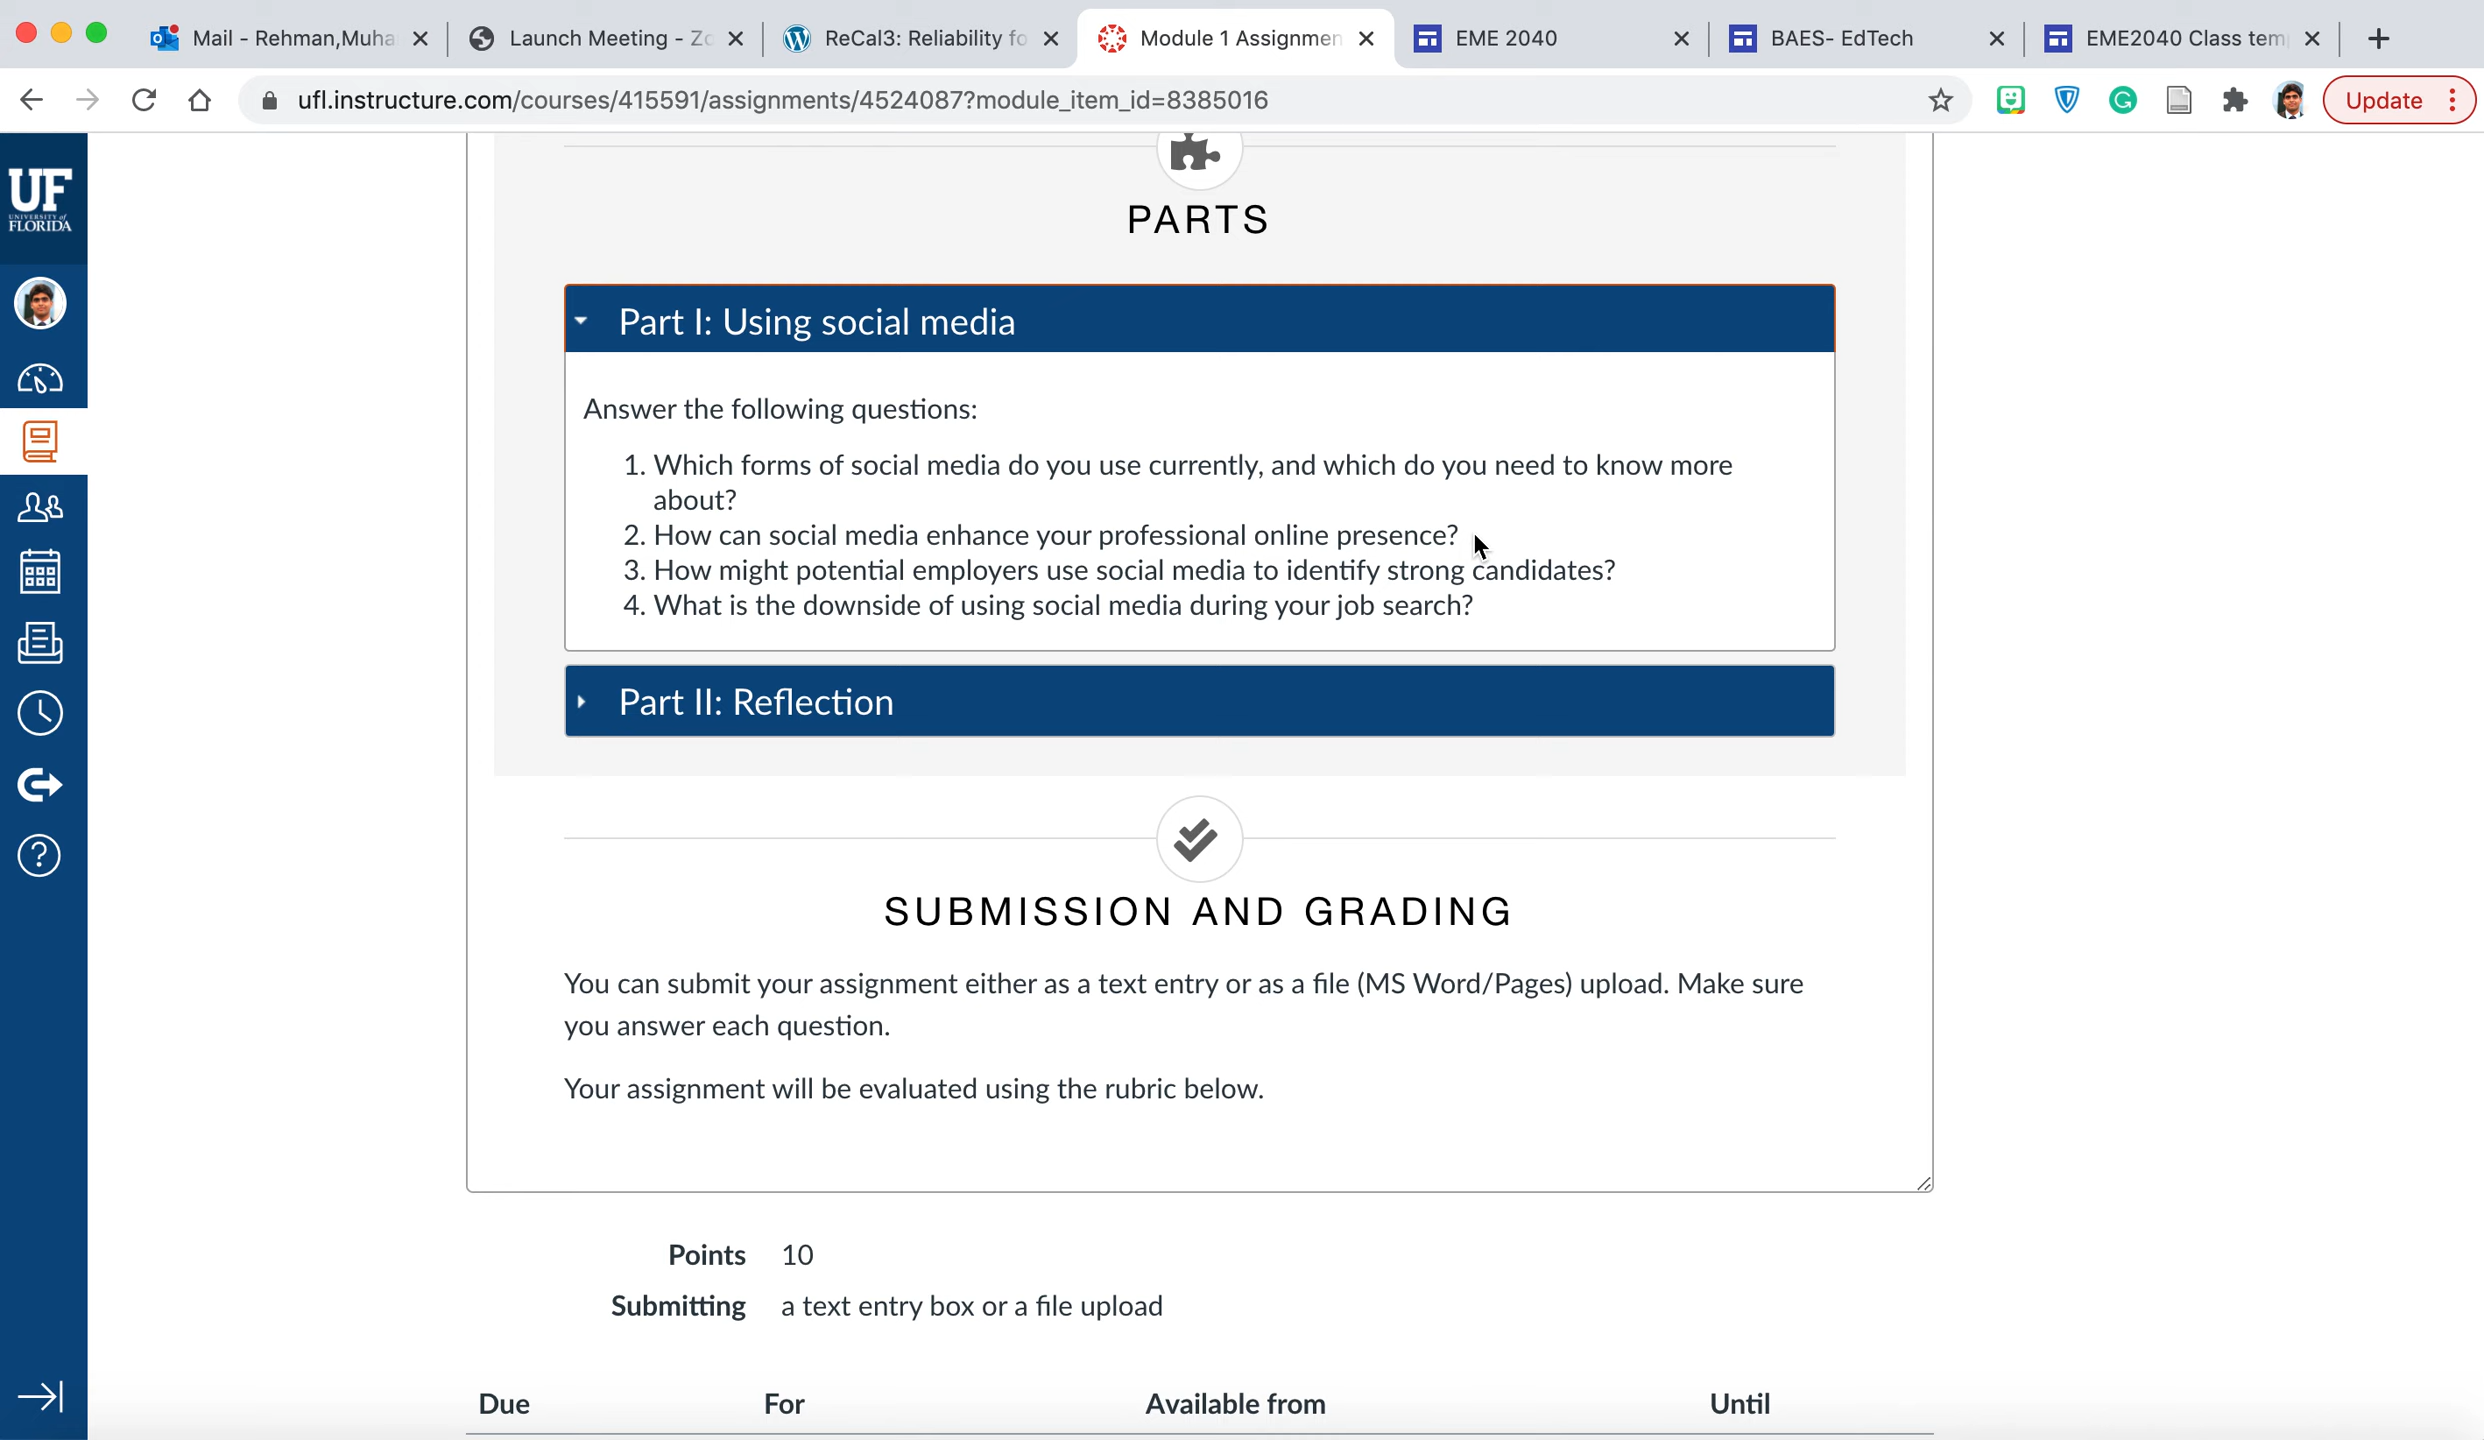 Mail - Rehman,Muha
Launch Meeting - Zo
ReCal3: Reliability fo
Module 1 Assignmen
EME 2040
BAES- EdTech
EME2040 Class tem
ufl.instructure.com/courses/415591/assignments/4524087?module_item_id=8385016
Update
UF
UNIVERSITY of
FLORIDA
PARTS
Part I: Using social media
Answer the following questions:
1. Which forms of social media do you use currently, and which do you need to know more
about?
2. How can social media enhance your professional online presence?
3. How might potential employers use social media to identify strong candidates?
4. What is the downside of using social media during your job search?
Part II: Reflection
SUBMISSION AND GRADING
You can submit your assignment either as a text entry or as a file (MS Word/Pages) upload. Make sure
you answer each question.
Your assignment will be evaluated using the rubric below.
Points 10
Submitting a text entry box or a file upload
Due For Available from Until